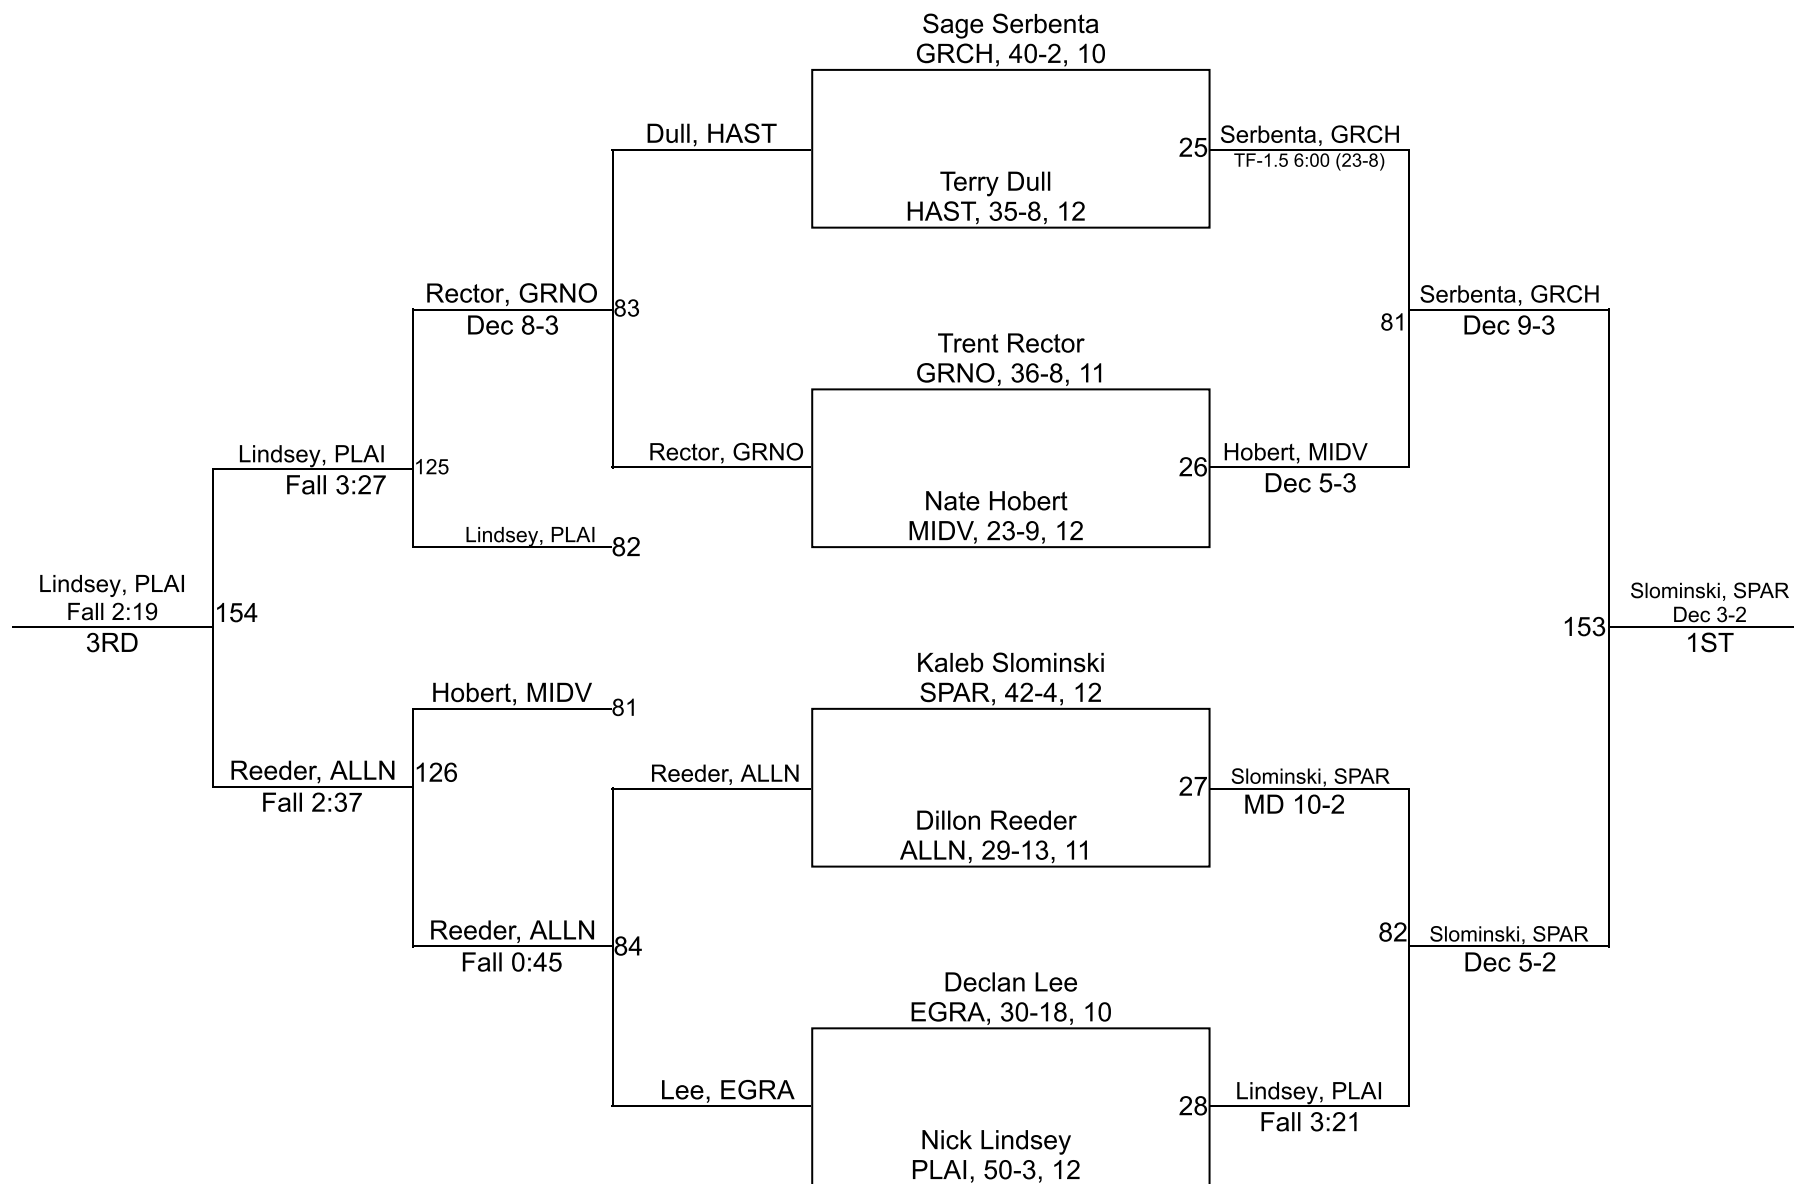 Sage Serbenta
GRCH, 40-2, 10
Dull, HAST
25
Serbenta, GRCH
TF-1.5 6:00 (23-8)
Terry Dull
HAST, 35-8, 12
Rector, GRNO
Dec 8-3
83
81
Serbenta, GRCH
Dec 9-3
Trent Rector
GRNO, 36-8, 11
Lindsey, PLAI
Fall 3:27
125
Rector, GRNO
26
Hobert, MIDV
Dec 5-3
Nate Hobert
MIDV, 23-9, 12
Lindsey, PLAI
82
Lindsey, PLAI
Fall 2:19
3RD
154
153
Slominski, SPAR
Dec 3-2
1ST
Kaleb Slominski
SPAR, 42-4, 12
Hobert, MIDV
81
Reeder, ALLN
Fall 2:37
126
Reeder, ALLN
27
Slominski, SPAR
MD 10-2
Dillon Reeder
ALLN, 29-13, 11
Reeder, ALLN
Fall 0:45
84
82
Slominski, SPAR
Dec 5-2
Declan Lee
EGRA, 30-18, 10
Lee, EGRA
28
Lindsey, PLAI
Fall 3:21
Nick Lindsey
PLAI, 50-3, 12